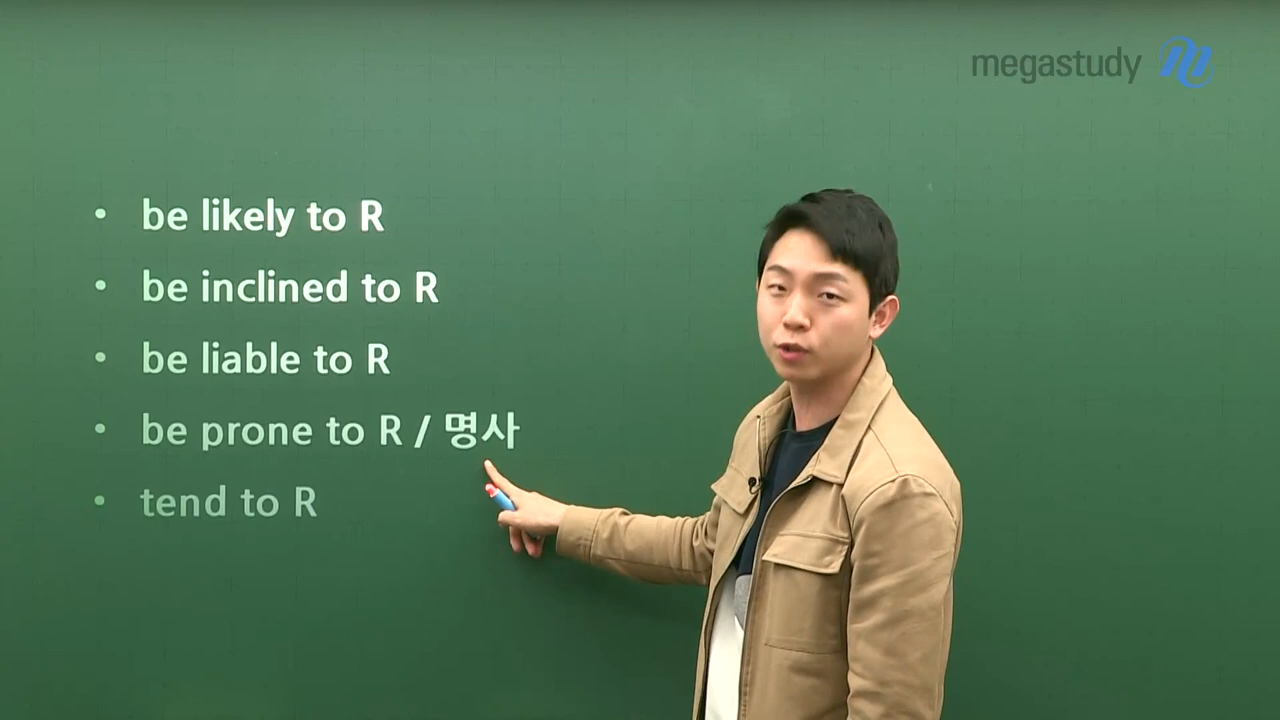 megastudy
• be likely to R
• be inclined to R
• be liable to R
• be prone to R / 명사
• tend to R